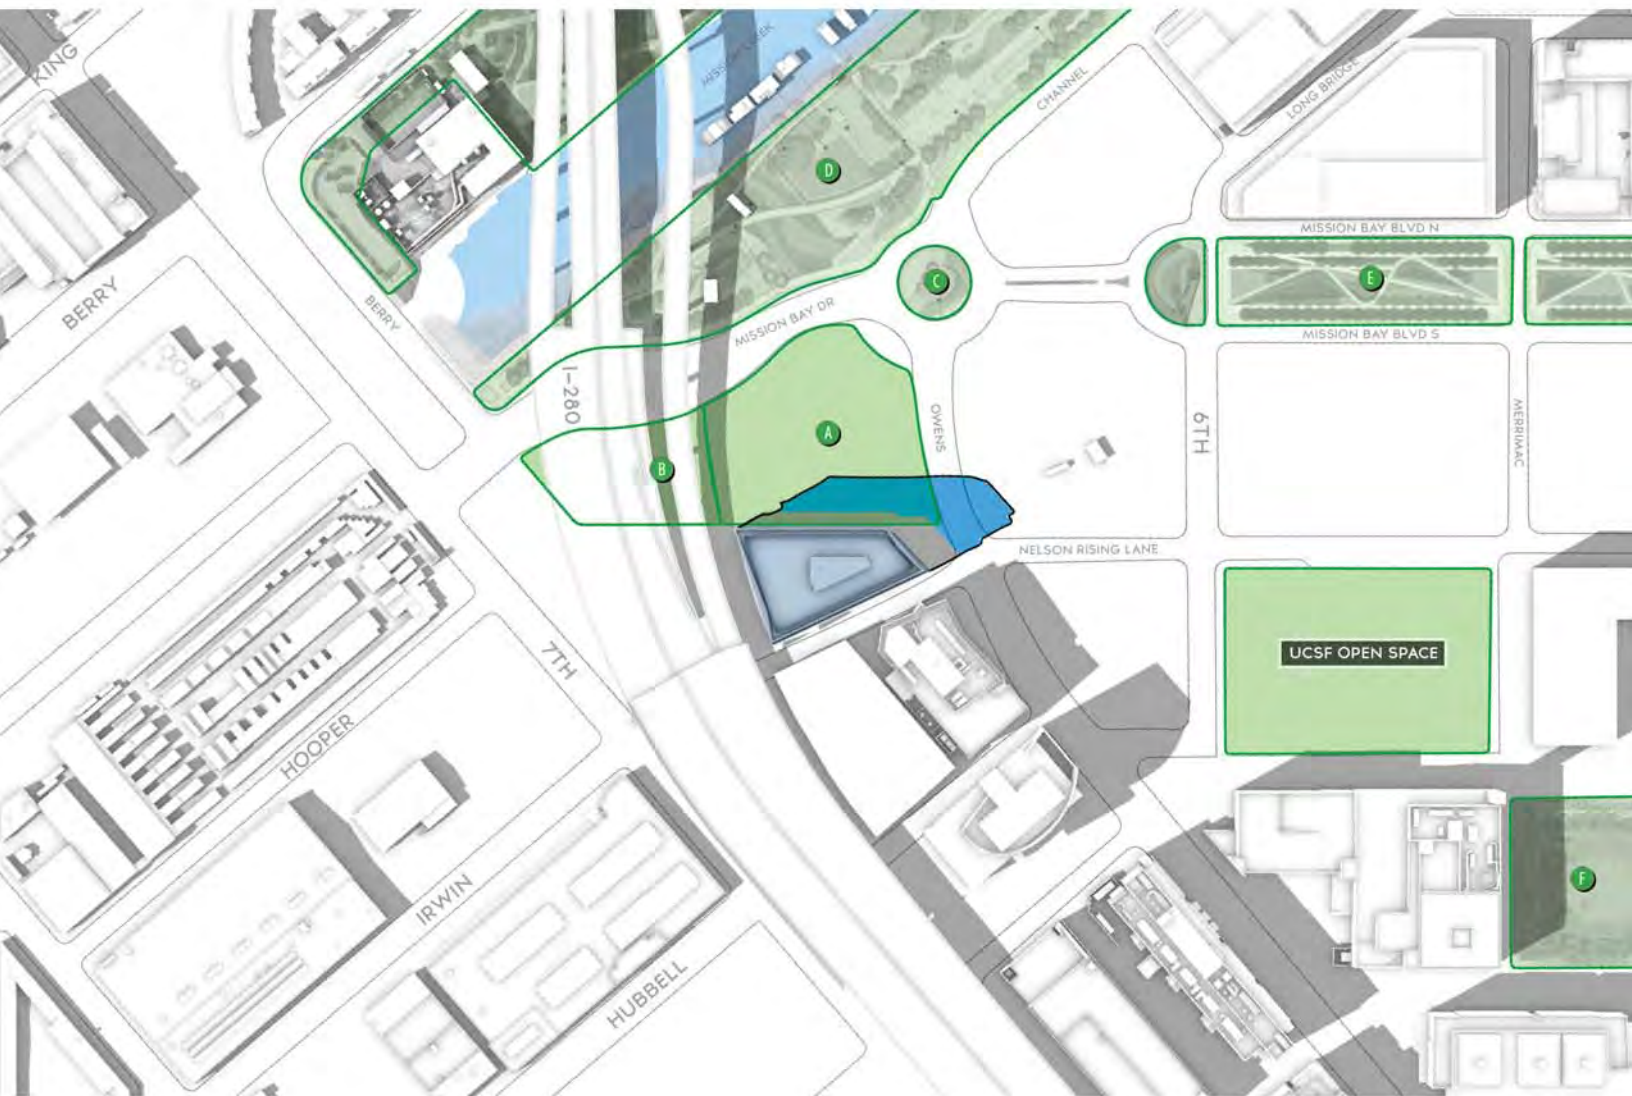 KING
MISSION CREEK
CHANNEL
LONG BRIDGE
D
MISSION BAY BLVD N
E
C
BERRY
BERRY
MISSION BAY DR
MISSION BAY BLVD S
I-280
OWENS
6TH
MERRIMAC
A
B
NELSON RISING LANE
UCSF OPEN SPACE
7TH
HOOPER
IRWIN
F
HUBBELL